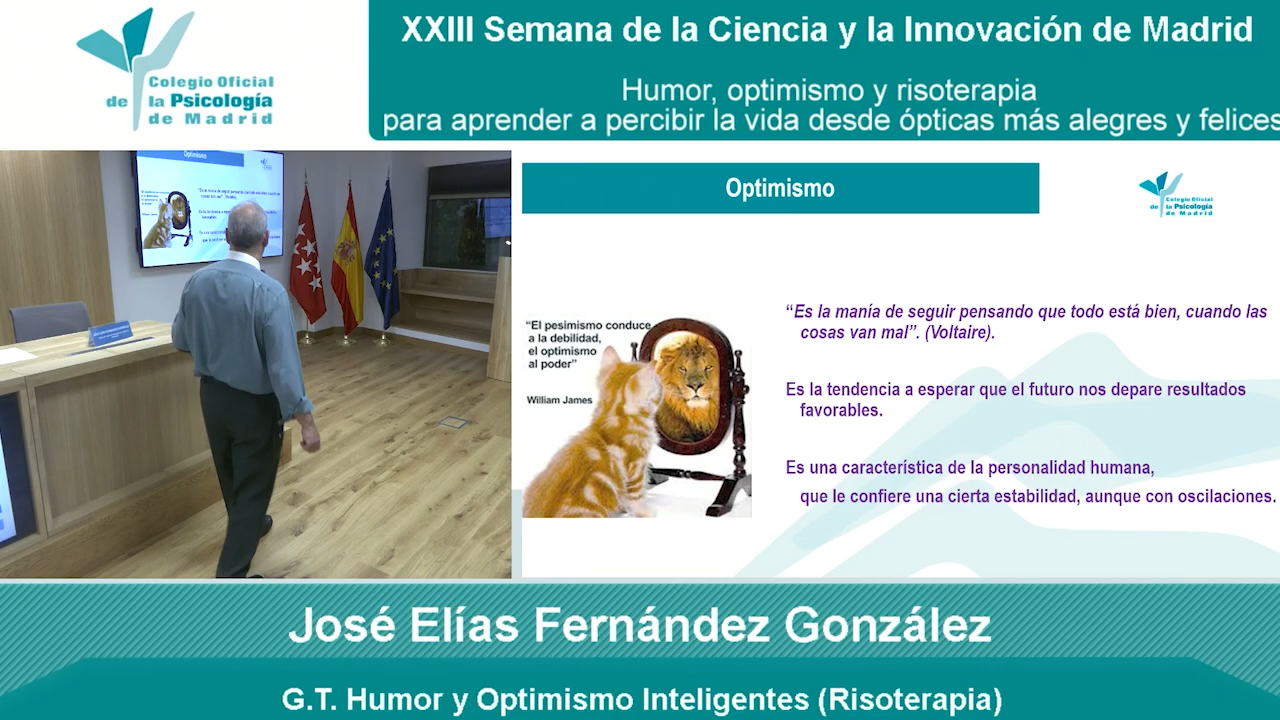 Colegio Oficial
de la Psicología
de Madrid
XXIII Semana de la Ciencia y la Innovación de Madrid
Humor, optimismo y risoterapia
para aprender a percibir la vida desde ópticas más alegres y felices
Optimismo
Optimismo
Colegio Oficial
de la Psicología
de Madrid
“El pesimismo conduce
a la debilidad,
el optimismo
al poder”
William James
“Es la manía de seguir pensando que todo está bien, cuando las
cosas van mal”. (Voltaire).
Es la tendencia a esperar que el futuro nos depare resultados
favorables.
Es una característica de la personalidad humana,
que le confiere una cierta estabilidad, aunque con oscilaciones.
José Elías Fernández González
G.T. Humor y Optimismo Inteligentes (Risoterapia)